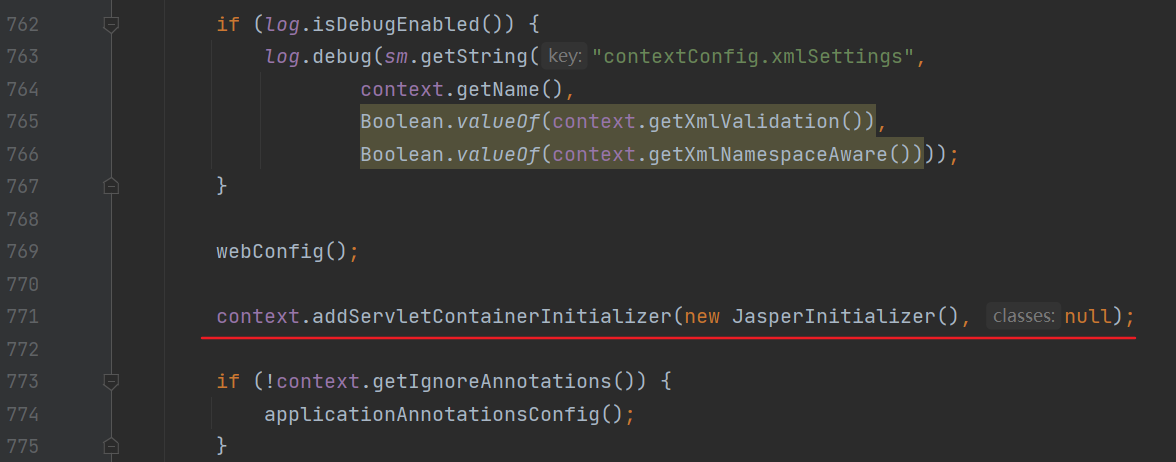 762 if (log.isDebugEnabled()) {
763 log.debug(sm.getString( key: "contextConfig.xmlSettings",
764 context.getName(),
765 Boolean.valueOf(context.getXmlValidation()),
766 Boolean.valueOf(context.getXmlNamespaceAware())));
767 }
768
769 webConfig();
770
771 context.addServletContainerInitializer(new JasperInitializer(), classes: null);
772
773 if (!context.getIgnoreAnnotations()) {
774 applicationAnnotationsConfig();
775 }